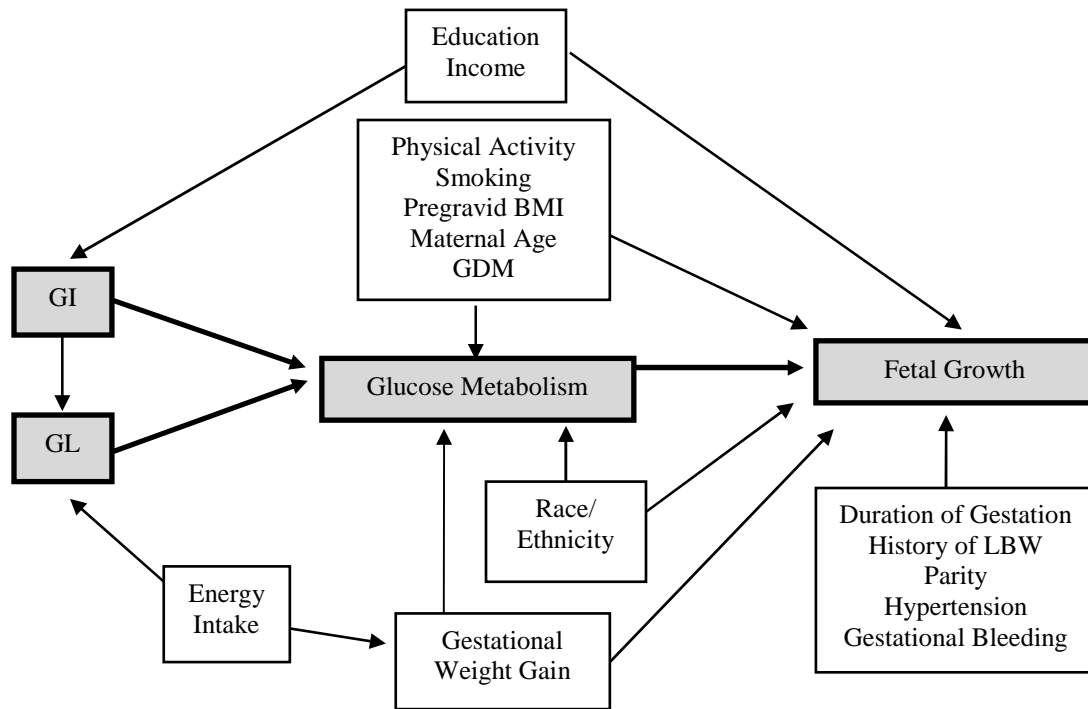 Education
Income
Physical Activity
Smoking
Pregravid BMI
Maternal Age
GDM
GI
Glucose Metabolism
Fetal Growth
GL
Race/
Ethnicity
Duration of Gestation
History of LBW
Parity
Hypertension
Gestational Bleeding
Energy
Intake
Gestational
Weight Gain